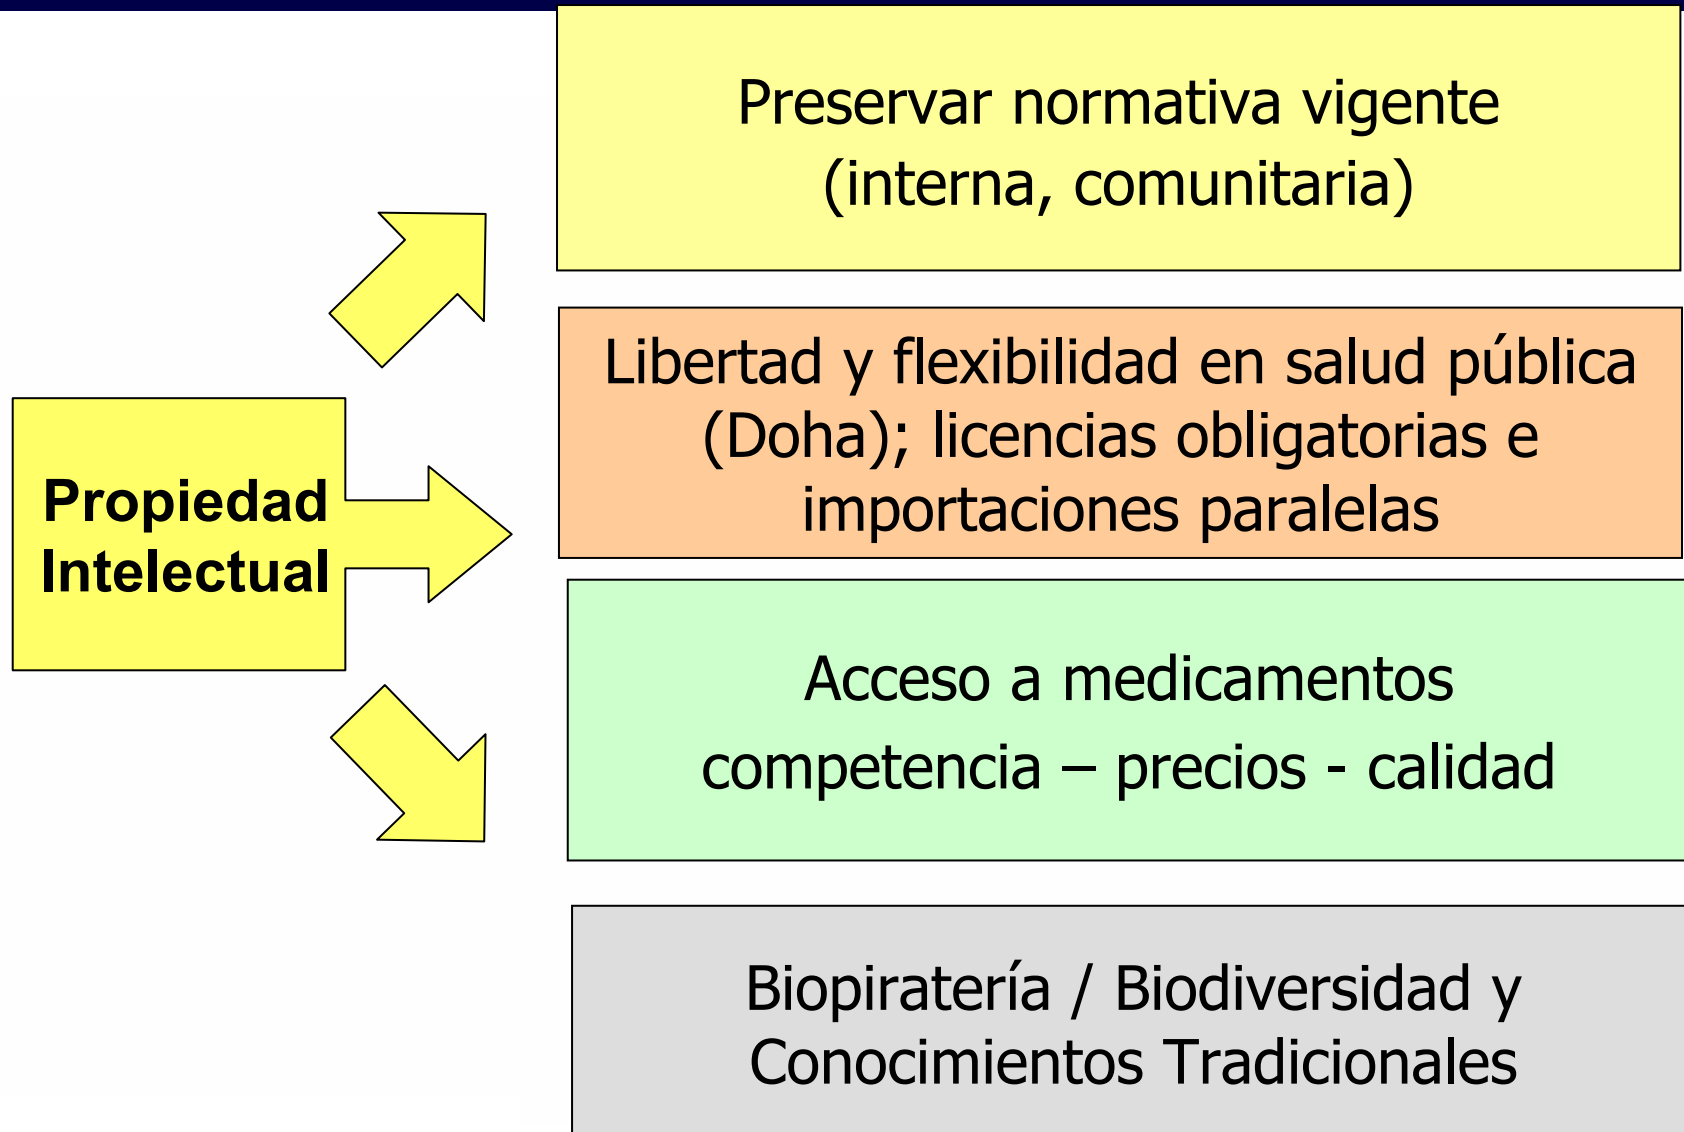 Propiedad
Intelectual
Preservar normativa vigente
(interna, comunitaria)
Libertad y flexibilidad en salud pública
(Doha); licencias obligatorias e
importaciones paralelas
Acceso a medicamentos
competencia – precios - calidad
Biopiratería / Biodiversidad y
Conocimientos Tradicionales